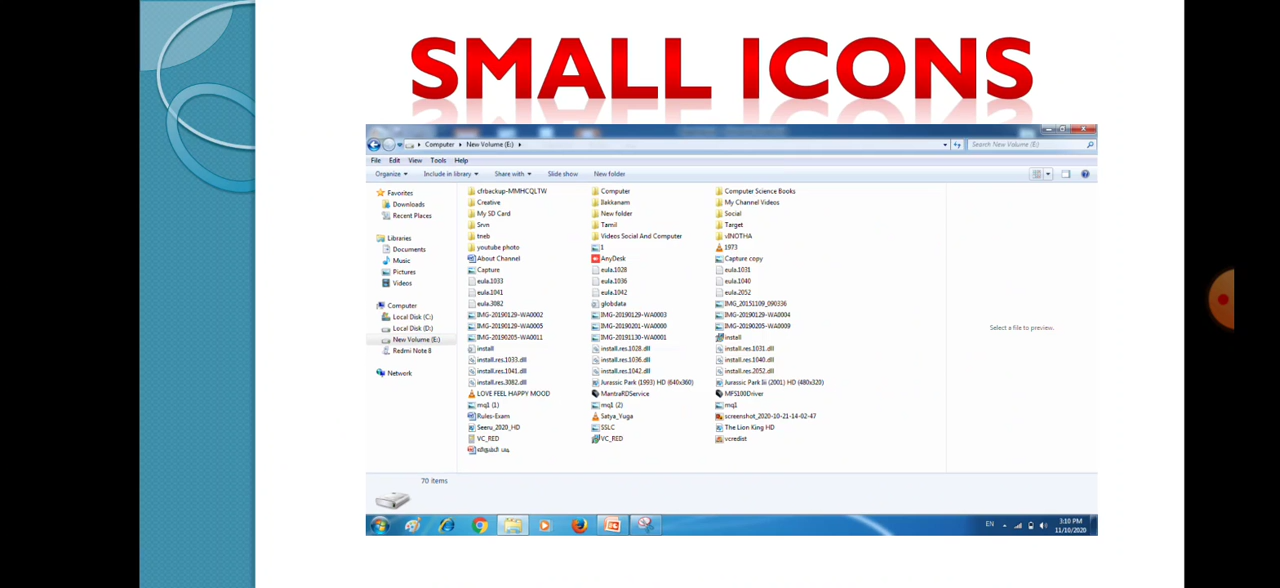 SMALL ICONS
Computer New Volume (E:)
Search New Volume (E:)
File Edit View Tools Help
Organize Include in library Share with Slide show New folder
Favorites
Downloads
Recent Places
Libraries
Documents
Music
Pictures
Videos
Computer
Local Disk (C:)
Local Disk (D:)
New Volume (E:)
Redmi Note 8
Network
cfrbackup-MMHCQLTW Computer Computer Science Books
Creative Ilakkanam My Channel Videos
My SD Card New folder Social
Srvn Tamil Target
tneb Videos Social And Computer vINOTHA
youtube photo 1 1973
About Channel AnyDesk Capture copy
Capture eula.1028 eula.1031
eula.1033 eula.1036 eula.1040
eula.1041 eula.1042 eula.2052
eula.3082 globdata IMG_20151109_090336
IMG-20190129-WA0002 IMG-20190129-WA0003 IMG-20190129-WA0004
IMG-20190129-WA0005 IMG-20190201-WA0000 IMG-20190205-WA0009
IMG-20190205-WA0011 IMG-20191130-WA0001 install
install install.res.1028.dll install.res.1031.dll
install.res.1033.dll install.res.1036.dll install.res.1040.dll
install.res.1041.dll install.res.1042.dll install.res.2052.dll
install.res.3082.dll Jurassic Park (1993) HD (640x360) Jurassic Park Iii (2001) HD (480x320)
LOVE FEEL HAPPY MOOD MantraRDService MFS100Driver
mq1 (1) mq1 (2) mq1
Rules-Exam Satya_Yuga screenshot_2020-10-21-14-02-47
Seeru_2020_HD SSLC The Lion King HD
VC_RED VC_RED vcredist
Select a file to preview.
70 items
EN
3:10 PM
11/10/2020